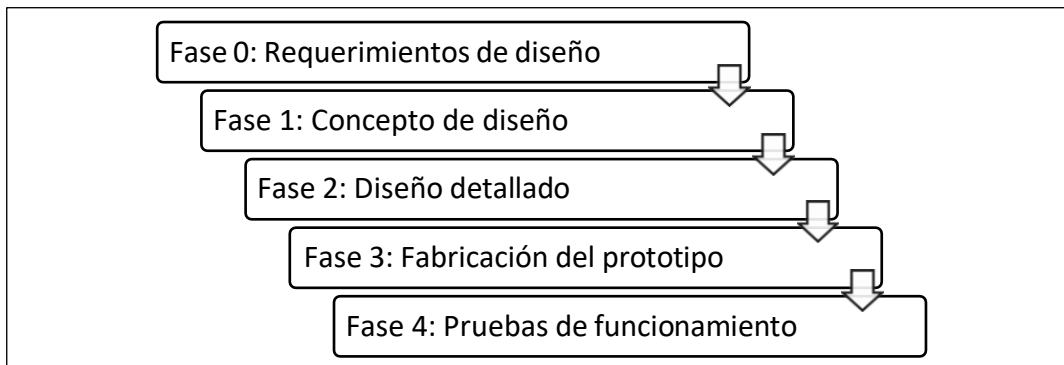 Fase 0: Requerimientos de diseño
Fase 1: Concepto de diseño
Fase 2: Diseño detallado
Fase 3: Fabricación del prototipo
Fase 4: Pruebas de funcionamiento